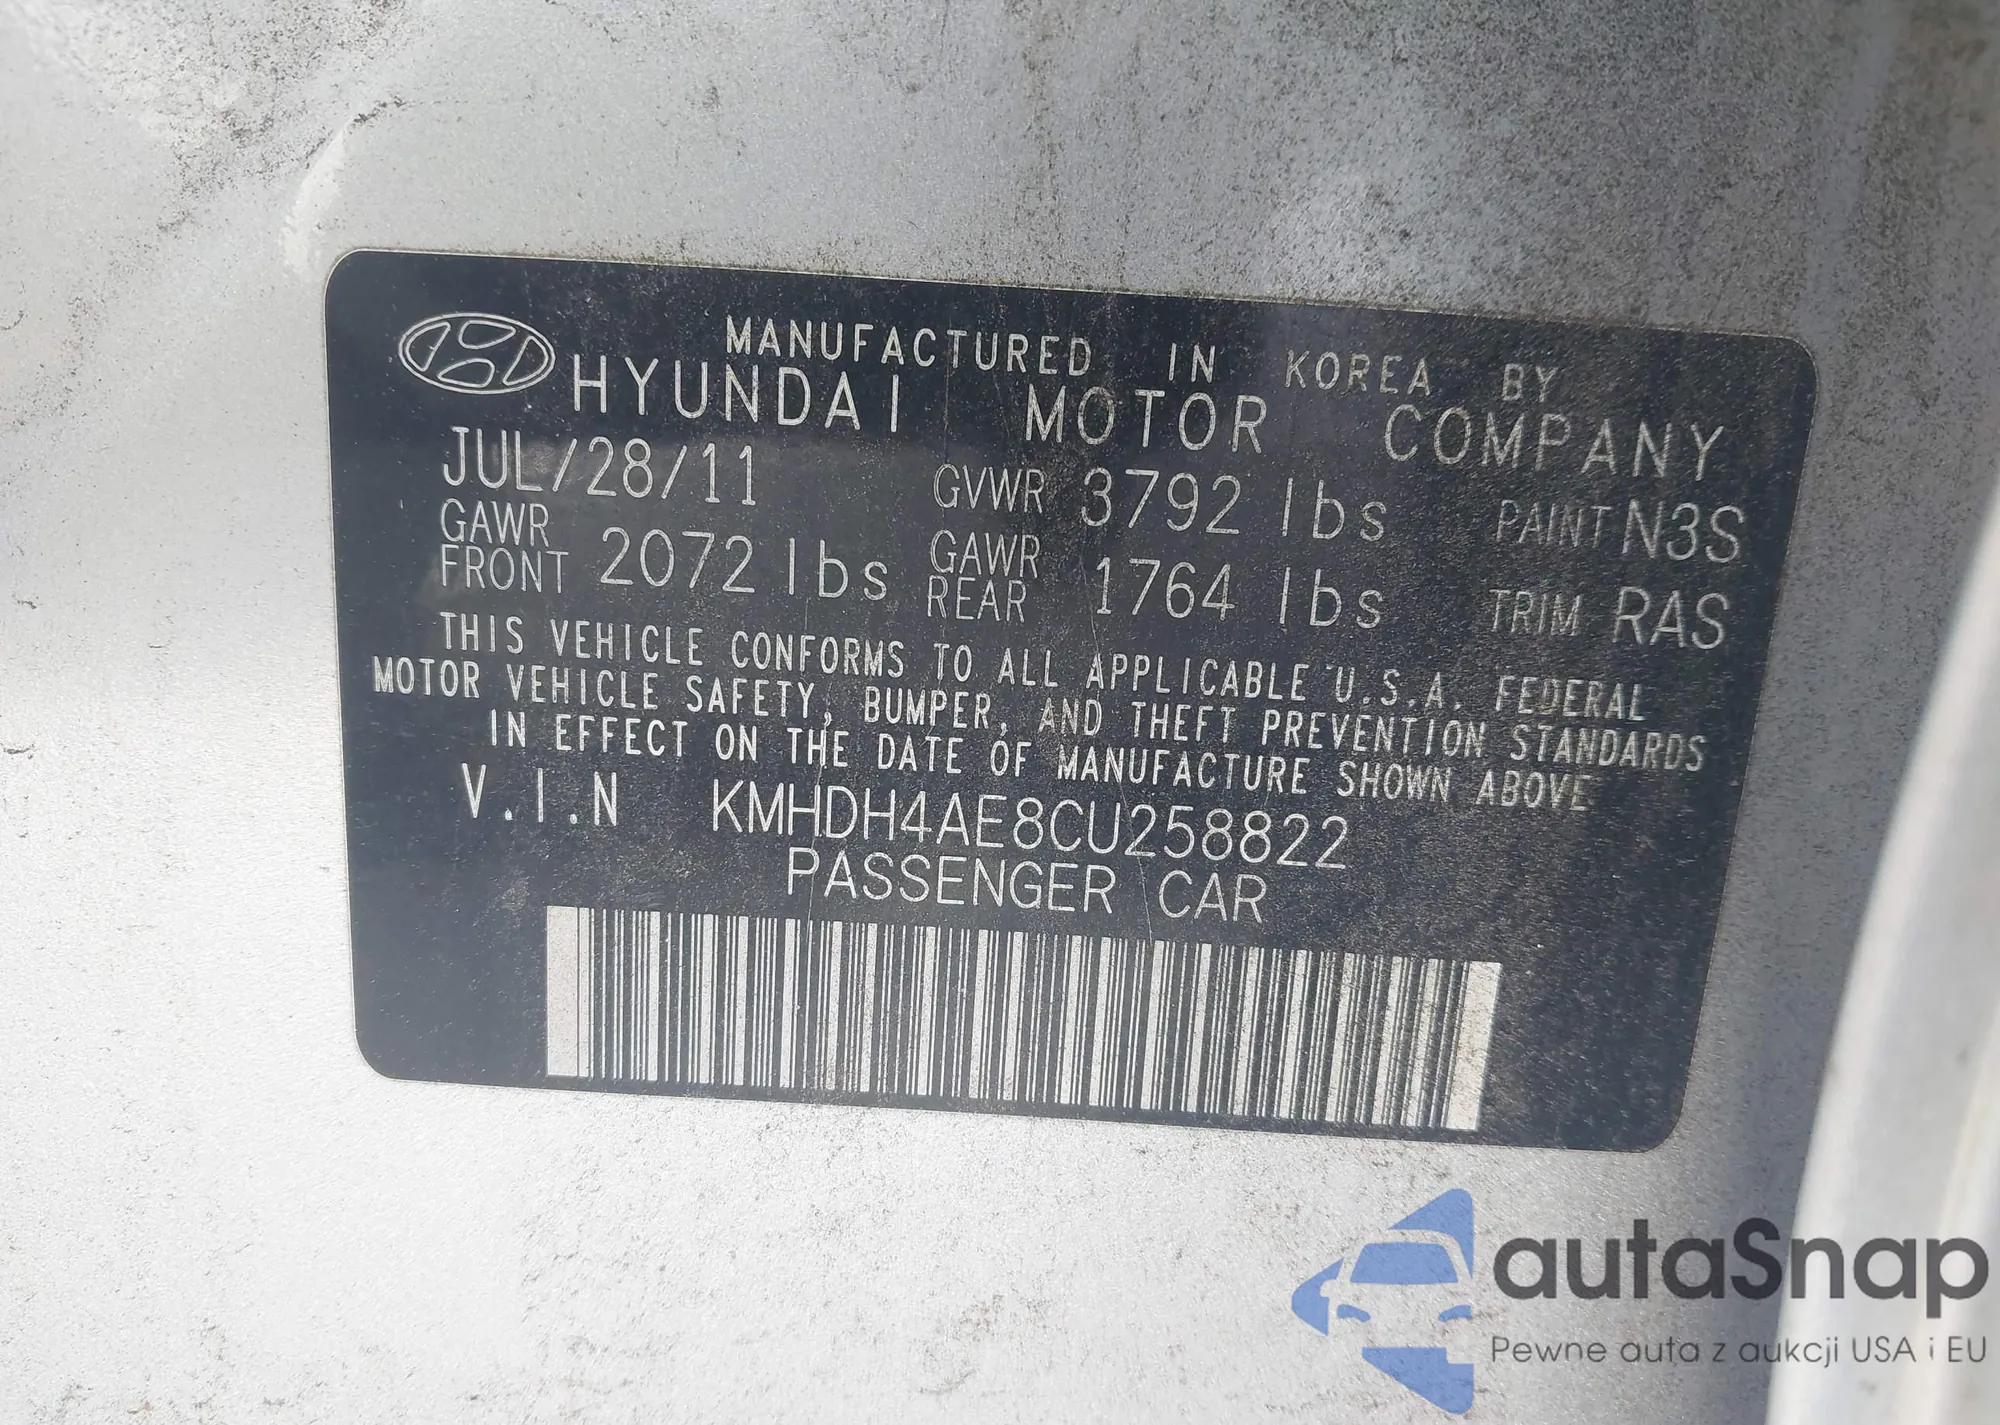 MANUFACTURED IN KOREA BY
HYUNDAI MOTOR COMPANY
JUL/28/11 GVWR 3792 lbs PAINT N3S
GAWR FRONT 2072 lbs GAWR REAR 1764 lbs TRIM RAS
THIS VEHICLE CONFORMS TO ALL APPLICABLE U.S.A. FEDERAL
MOTOR VEHICLE SAFETY, BUMPER, AND THEFT PREVENTION STANDARDS
IN EFFECT ON THE DATE OF MANUFACTURE SHOWN ABOVE
V.I.N KMHDH4AE8CU258822
PASSENGER CAR
autaSnap
Pewne auta z aukcji USA i EU